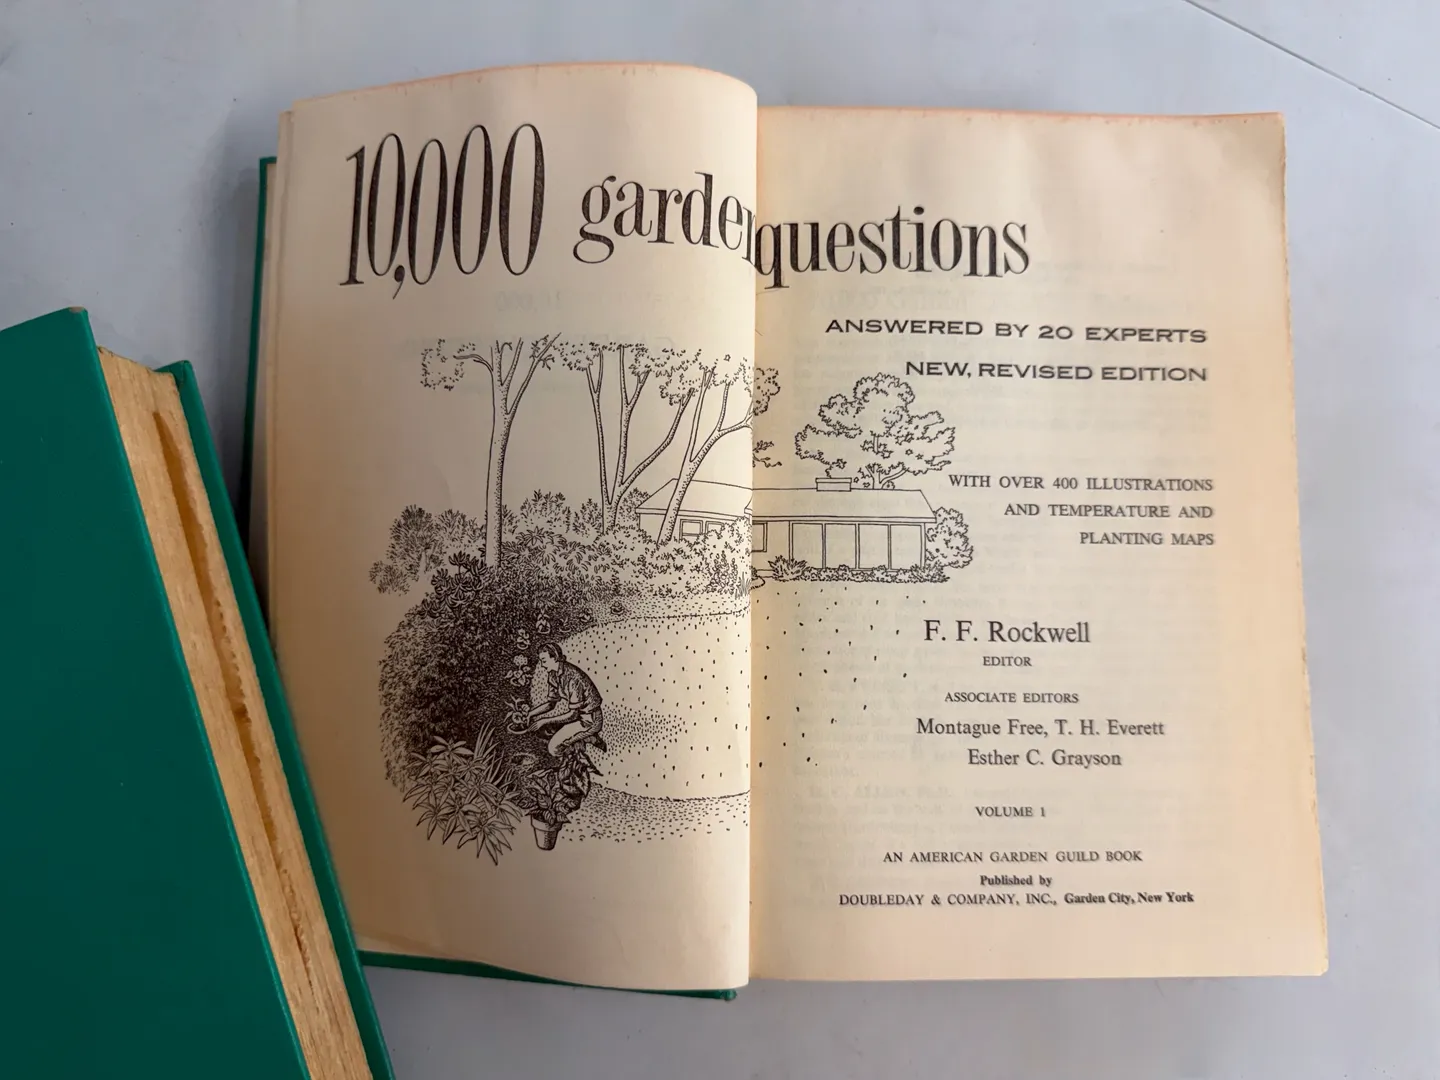 10,000 garden questions
ANSWERED BY 20 EXPERTS
NEW, REVISED EDITION
WITH OVER 400 ILLUSTRATIONS
AND TEMPERATURE AND
PLANTING MAPS
F. F. Rockwell
EDITOR
ASSOCIATE EDITORS
Montague Free, T. H. Everett
Esther C. Grayson
VOLUME 1
AN AMERICAN GARDEN GUILD BOOK
Published by
DOUBLEDAY & COMPANY, INC., Garden City, New York